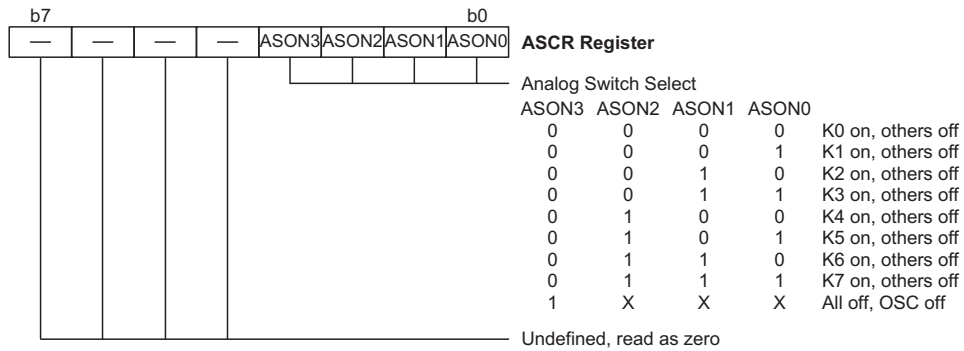 b7 b0
— — — — ASON3 ASON2 ASON1 ASON0 ASCR Register
Analog Switch Select
ASON3 ASON2 ASON1 ASON0
0 0 0 0 K0 on, others off
0 0 0 1 K1 on, others off
0 0 1 0 K2 on, others off
0 0 1 1 K3 on, others off
0 1 0 0 K4 on, others off
0 1 0 1 K5 on, others off
0 1 1 0 K6 on, others off
0 1 1 1 K7 on, others off
1 X X X All off, OSC off
Undefined, read as zero